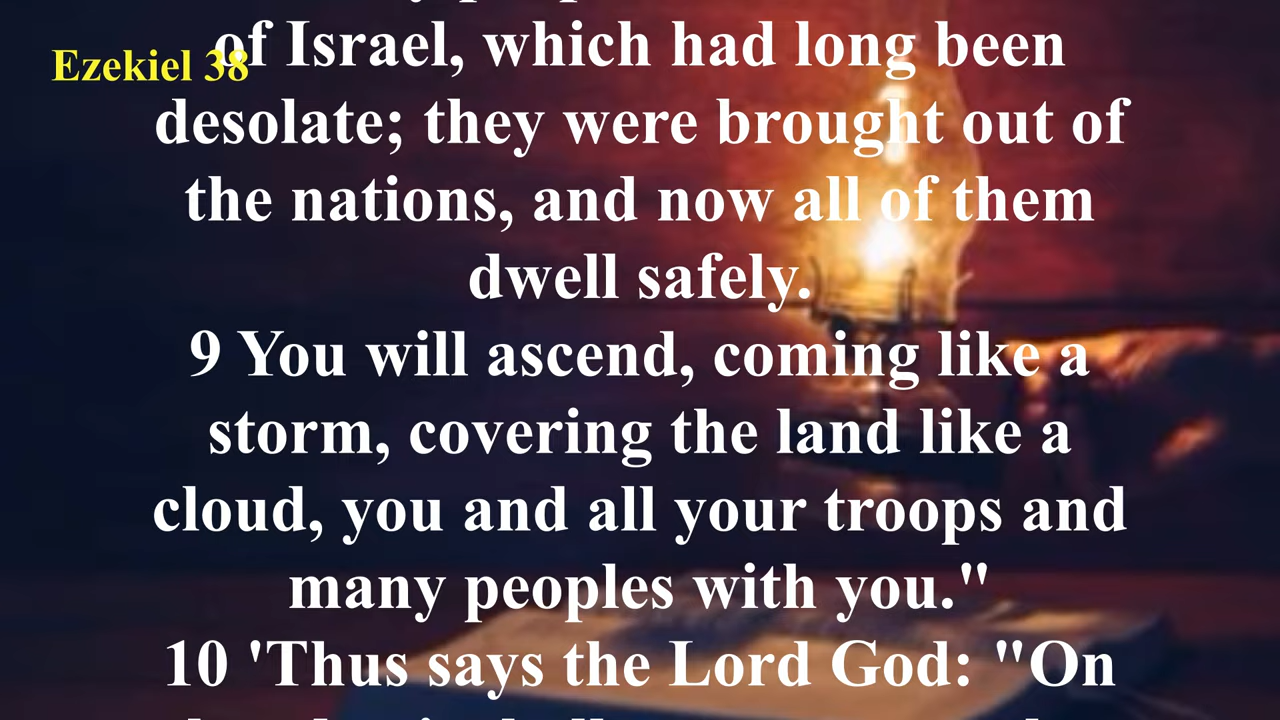 Ezekiel 38
of Israel, which had long been
desolate; they were brought out of
the nations, and now all of them
dwell safely.
9 You will ascend, coming like a
storm, covering the land like a
cloud, you and all your troops and
many peoples with you."
10 'Thus says the Lord God: "On